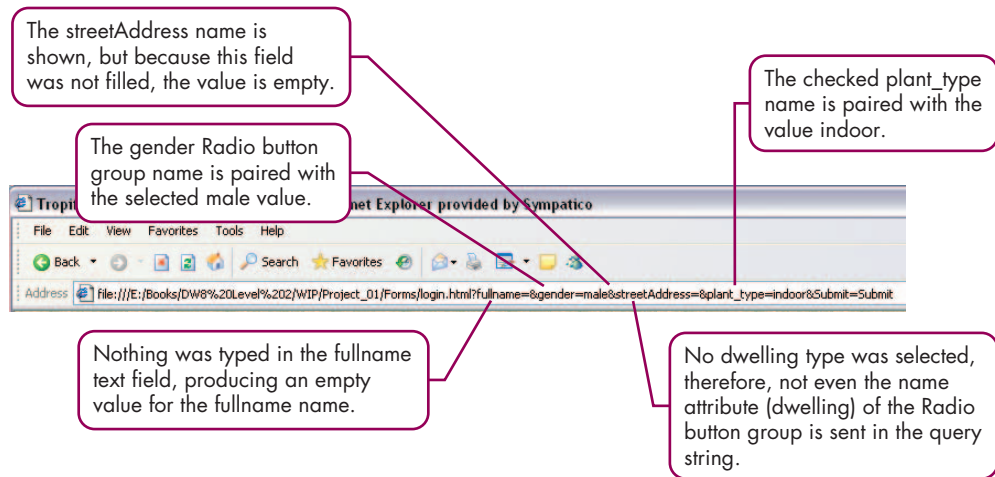 The streetAddress name is
shown, but because this field
was not filled, the value is empty.
The checked plant_type
name is paired with the
value indoor.
The gender Radio button
group name is paired with
the selected male value.
Tropi
net Explorer provided by Sympatico
File Edit View Favorites Tools Help
Back Search Favorites
Address file:///E:/Books/DW8%20Level%202/WIP/Project_01/Forms/login.html?fullname=&gender=male&streetAddress=&plant_type=indoor&Submit=Submit
Nothing was typed in the fullname
text field, producing an empty
value for the fullname name.
No dwelling type was selected,
therefore, not even the name
attribute (dwelling) of the Radio
button group is sent in the query
string.